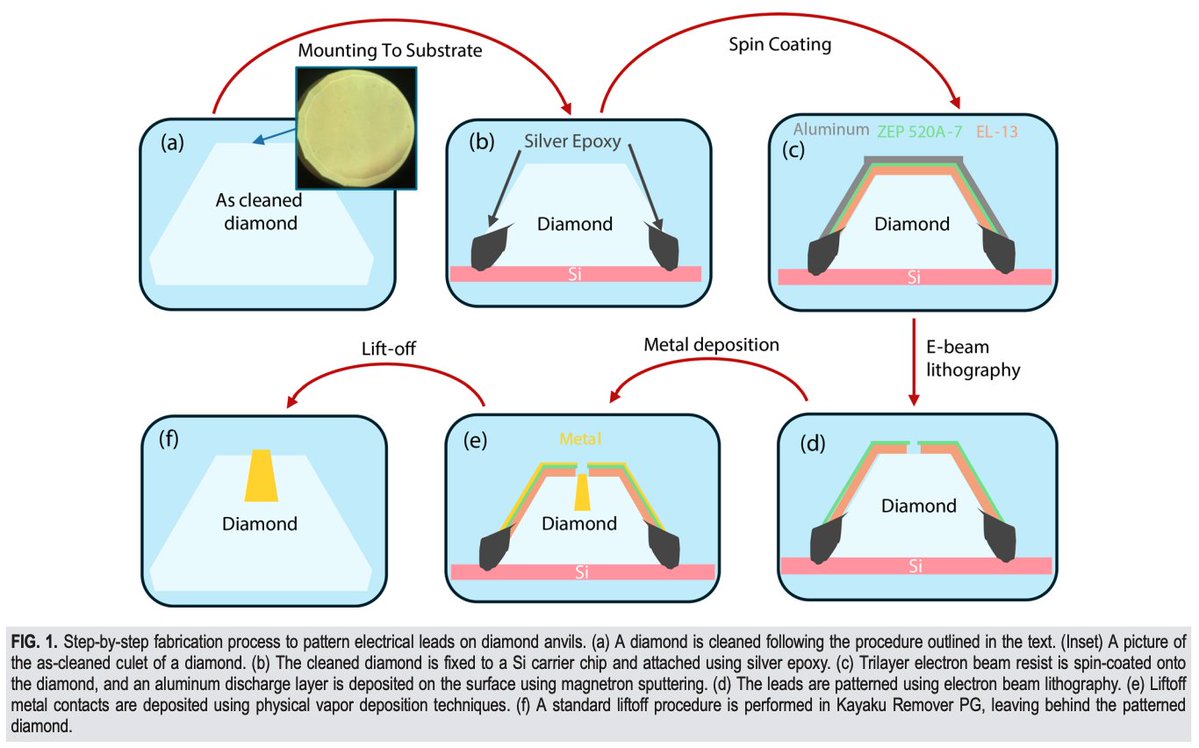 Mounting To Substrate
Spin Coating
(a)
As cleaned
diamond
(b)
Silver Epoxy
Diamond
Si
Aluminum ZEP 520A-7 EL-13
(c)
Diamond
Si
E-beam
lithography
Metal deposition
Lift-off
(f)
Diamond
(e)
Metal
Diamond
Si
(d)
Diamond
Si
FIG. 1. Step-by-step fabrication process to pattern electrical leads on diamond anvils. (a) A diamond is cleaned following the procedure outlined in the text. (Inset) A picture of
the as-cleaned culet of a diamond. (b) The cleaned diamond is fixed to a Si carrier chip and attached using silver epoxy. (c) Trilayer electron beam resist is spin-coated onto
the diamond, and an aluminum discharge layer is deposited on the surface using magnetron sputtering. (d) The leads are patterned using electron beam lithography. (e) Liftoff
metal contacts are deposited using physical vapor deposition techniques. (f) A standard liftoff procedure is performed in Kayaku Remover PG, leaving behind the patterned
diamond.